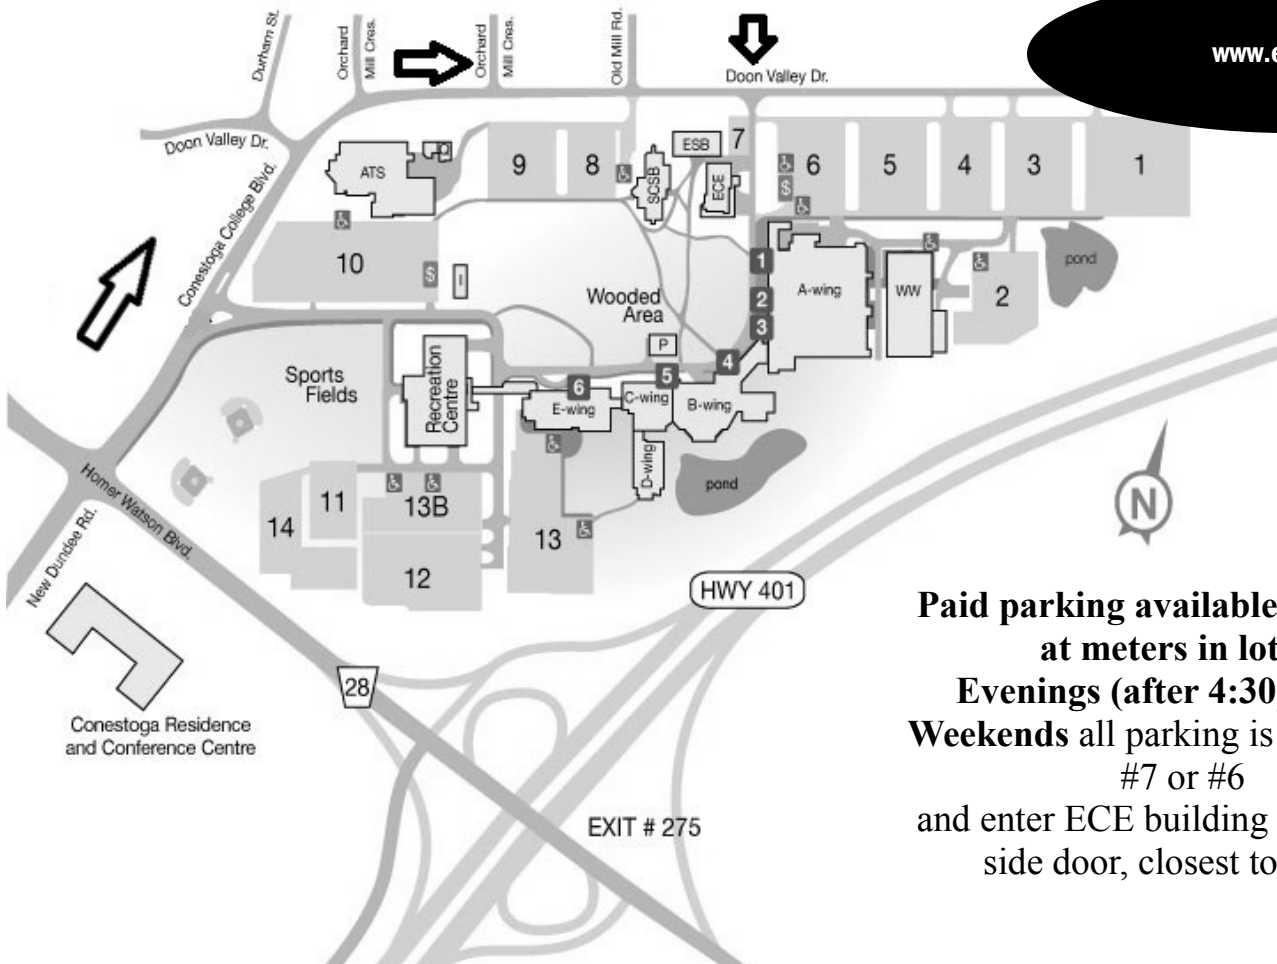 Durham St.
Orchard
Mill Cres.
Orchard
Mill Cres.
Old Mill Rd.
Doon Valley Dr.
www.e
Doon Valley Dr.
Conestoga College Blvd.
ATS
9
8
SCSB
ESB
7
ECE
6
$
5
4
3
1
10
$
I
Wooded
Area
1
2
3
A-wing
WW
2
pond
P
4
5
6
Sports
Fields
Recreation
Centre
E-wing
C-wing
B-wing
D-wing
pond
N
Homer Watson Blvd.
New Dundee Rd.
14
11
13B
12
13
HWY 401
28
Conestoga Residence
and Conference Centre
EXIT # 275
Paid parking available
at meters in lot
Evenings (after 4:30
Weekends all parking is
#7 or #6
and enter ECE building
side door, closest to